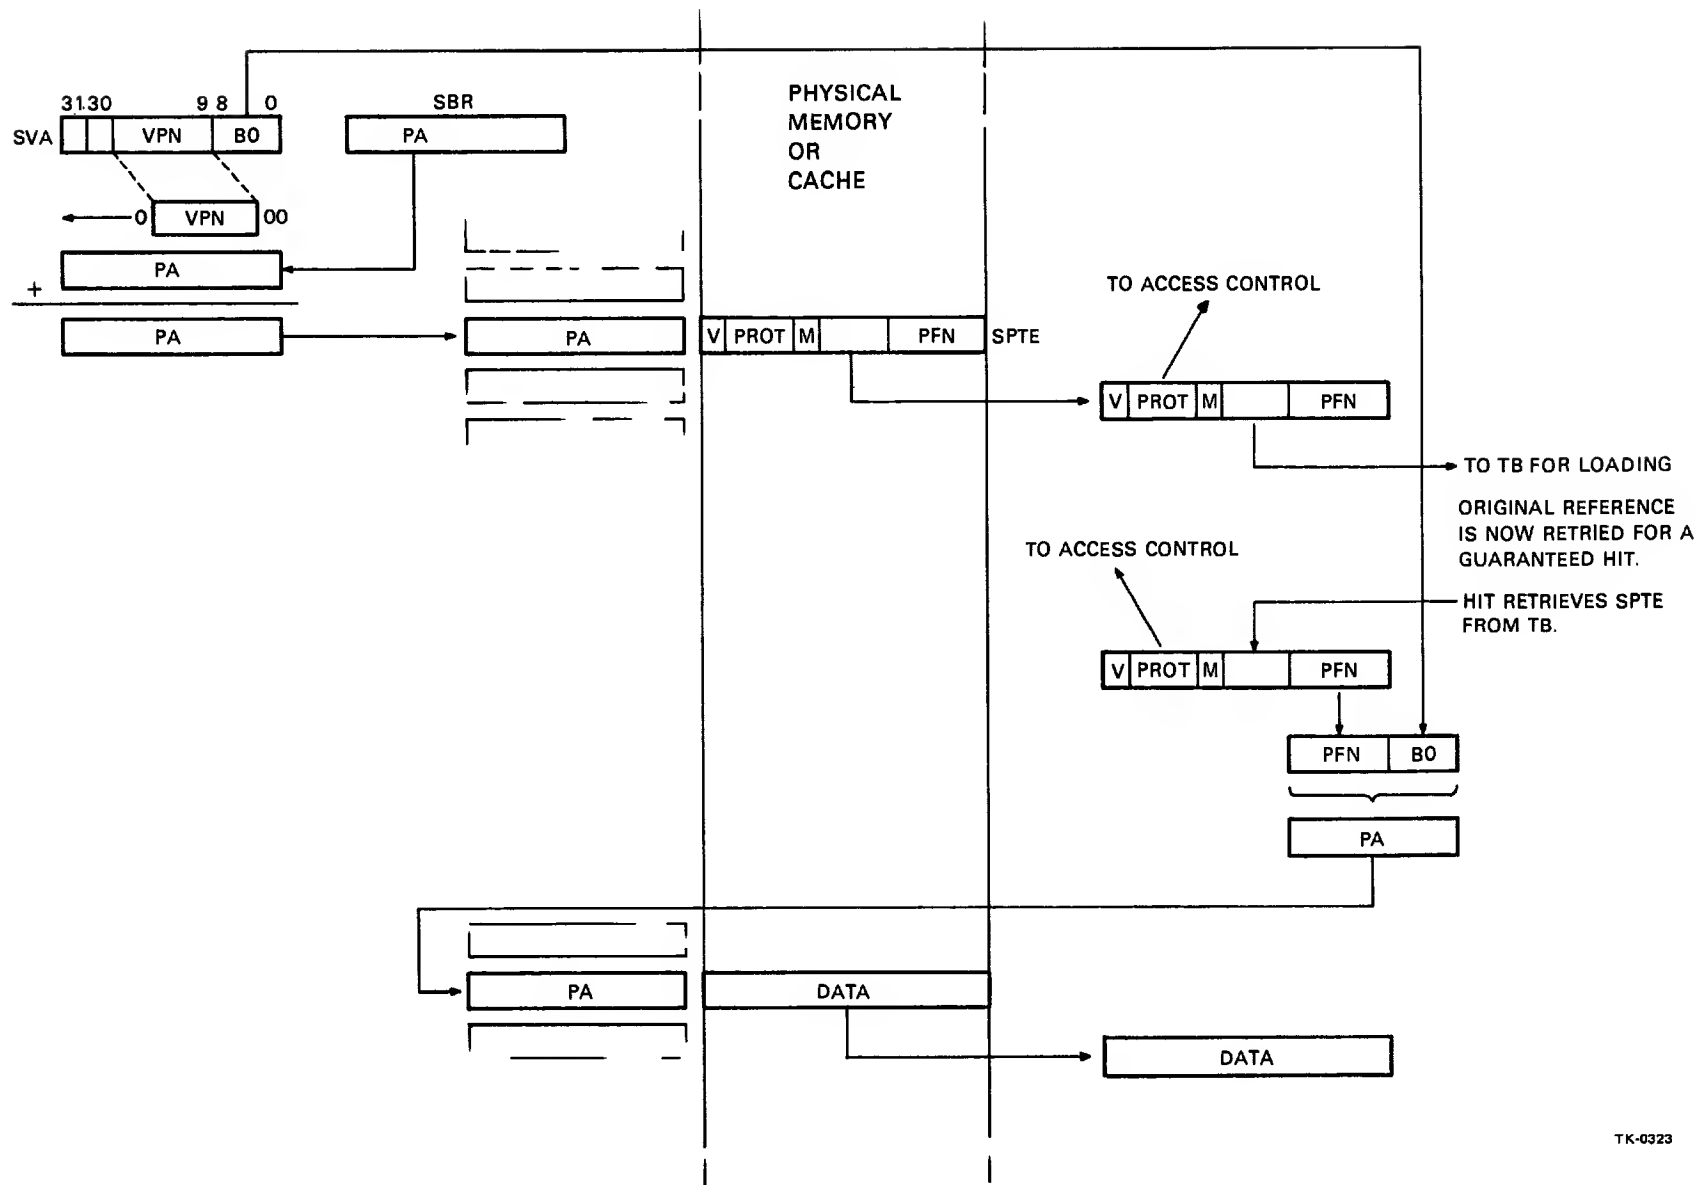 31 30 9 8 0
SVA VPN BO
SBR
PA
0 VPN 00
PA
+
PA
PA
PHYSICAL
MEMORY
OR
CACHE
V PROT M PFN SPTE
TO ACCESS CONTROL
V PROT M PFN
TO TB FOR LOADING
ORIGINAL REFERENCE
IS NOW RETRIED FOR A
GUARANTEED HIT.
HIT RETRIEVES SPTE
FROM TB.
TO ACCESS CONTROL
V PROT M PFN
PFN BO
PA
PA
DATA
DATA
TK-0323